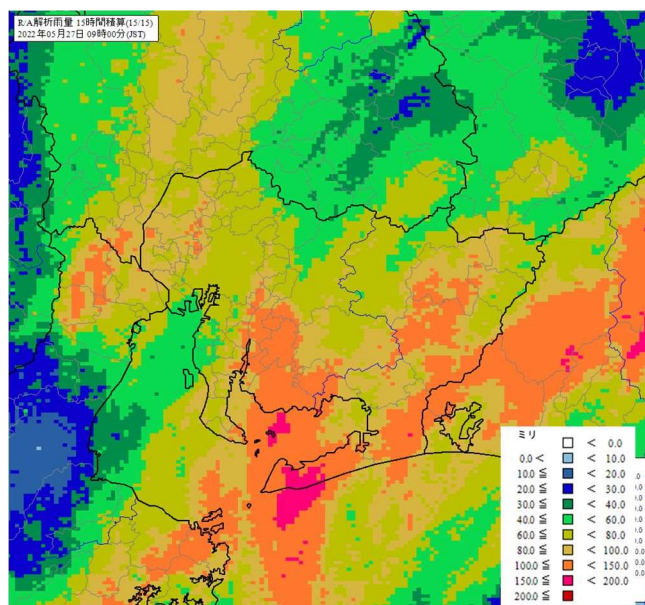 R/A解析雨量 15時間積算(15/15)
2022年05月27日 09時00分(JST)
ミリ
< 0.0
0.0 < < 10.0
10.0 ≦ < 20.0
20.0 ≦ < 30.0
30.0 ≦ < 40.0
40.0 ≦ < 60.0
60.0 ≦ < 80.0
80.0 ≦ < 100.0
100.0 ≦ < 150.0
150.0 ≦ < 200.0
200.0 ≦